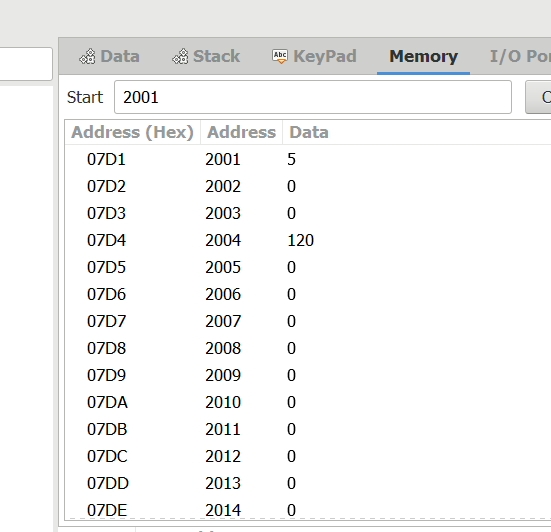 Data Stack KeyPad Memory I/O Por
Start 2001
Address (Hex) Address Data
07D1 2001 5
07D2 2002 0
07D3 2003 0
07D4 2004 120
07D5 2005 0
07D6 2006 0
07D7 2007 0
07D8 2008 0
07D9 2009 0
07DA 2010 0
07DB 2011 0
07DC 2012 0
07DD 2013 0
07DE 2014 0